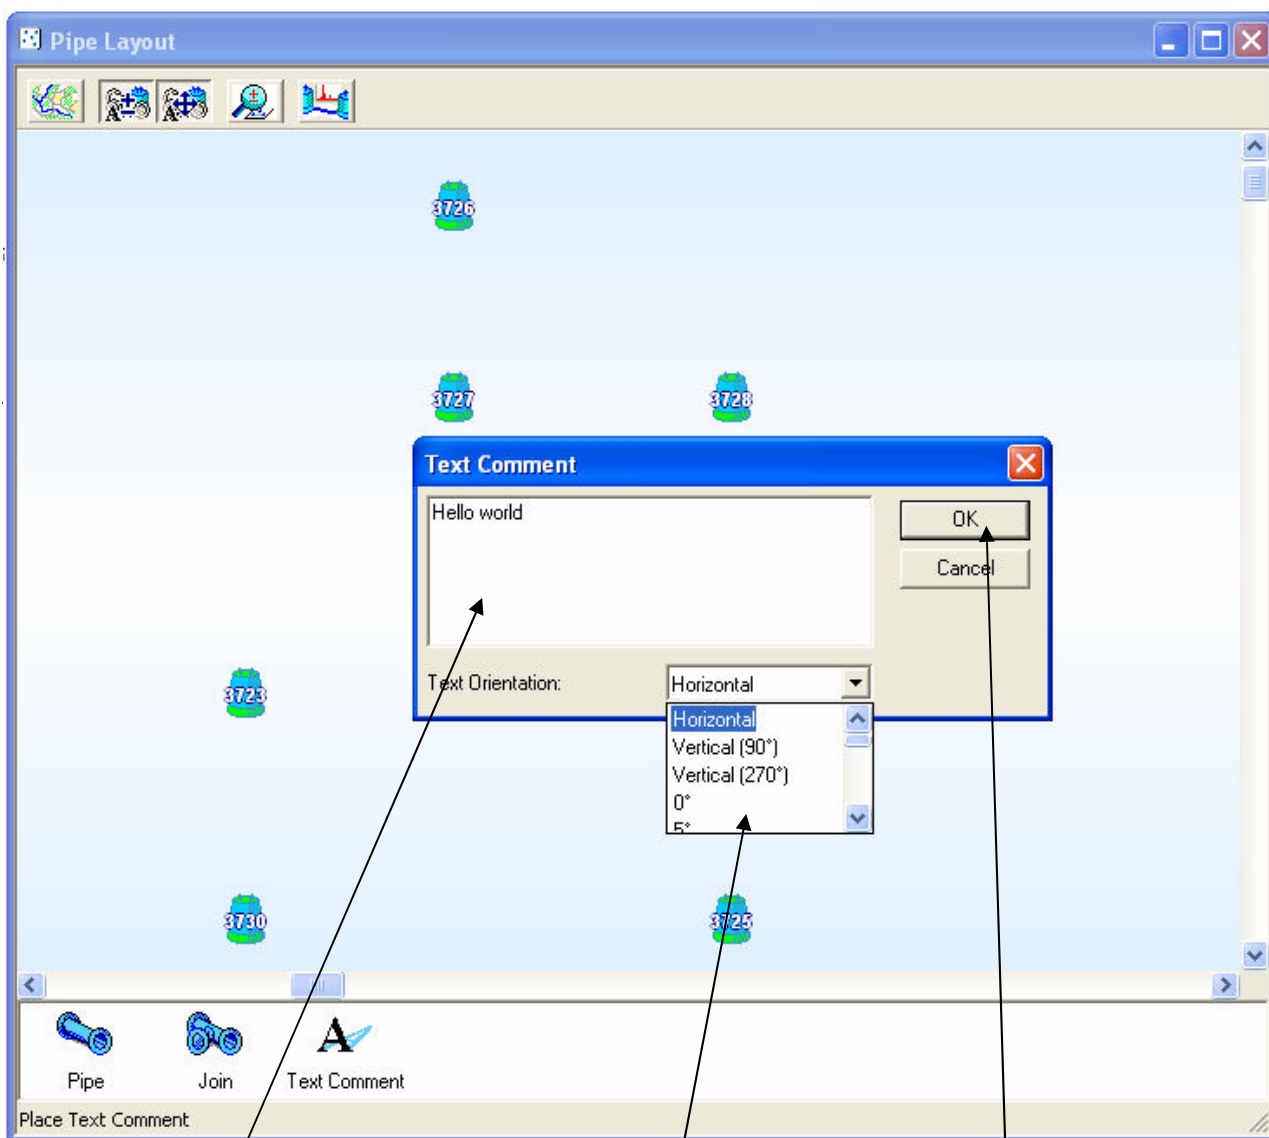 Pipe Layout
3726
3727
3728
Text Comment
Hello world
OK
Cancel
Text Orientation:
Horizontal
Horizontal
Vertical (90°)
Vertical (270°)
0°
5°
3723
3730
3725
Pipe
Join
Text Comment
Place Text Comment